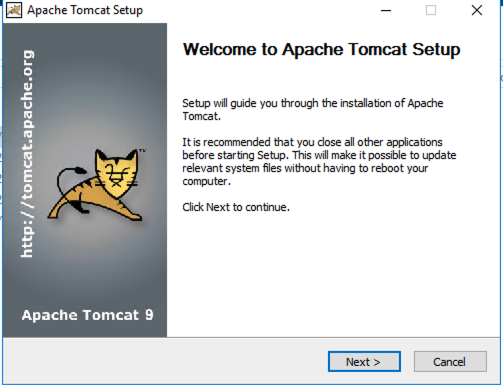 Apache Tomcat Setup
http://tomcat.apache.org
TM
Apache Tomcat 9
Welcome to Apache Tomcat Setup
Setup will guide you through the installation of Apache
Tomcat.
It is recommended that you close all other applications
before starting Setup. This will make it possible to update
relevant system files without having to reboot your
computer.
Click Next to continue.
Next >
Cancel